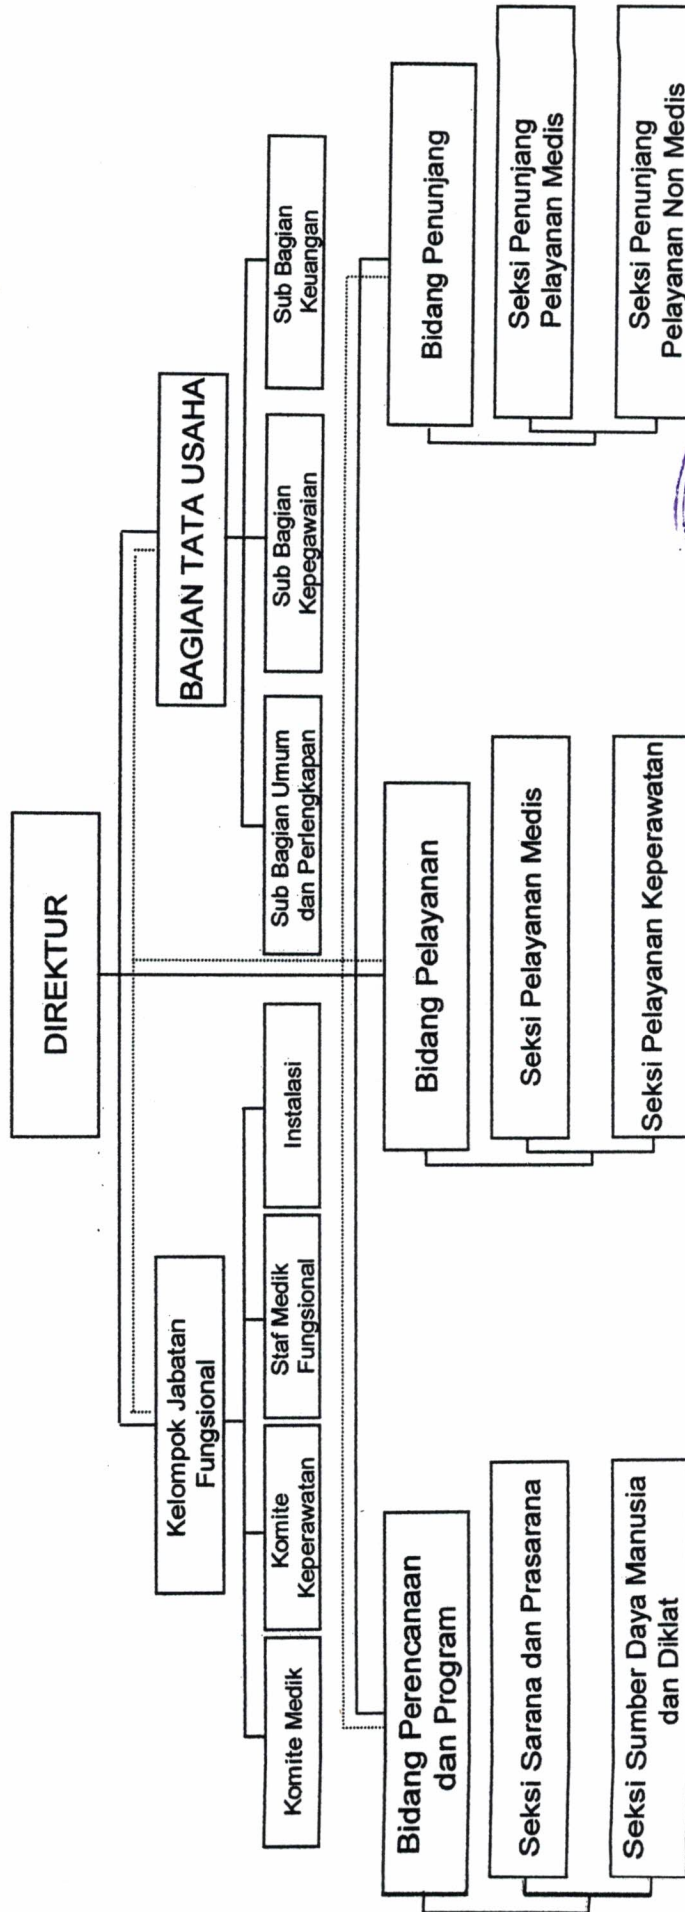 DIREKTUR
Kelompok Jabatan
Fungsional
BAGIAN TATA USAHA
Komite Medik
Komite
Keperawatan
Staf Medik
Fungsional
Instalasi
Sub Bagian Umum
dan Perlengkapan
Sub Bagian
Kepegawaian
Sub Bagian
Keuangan
Bidang Perencanaan
dan Program
Seksi Sarana dan Prasarana
Seksi Sumber Daya Manusia
dan Diklat
Bidang Pelayanan
Seksi Pelayanan Medis
Seksi Pelayanan Keperawatan
Bidang Penunjang
Seksi Penunjang
Pelayanan Medis
Seksi Penunjang
Pelayanan Non Medis